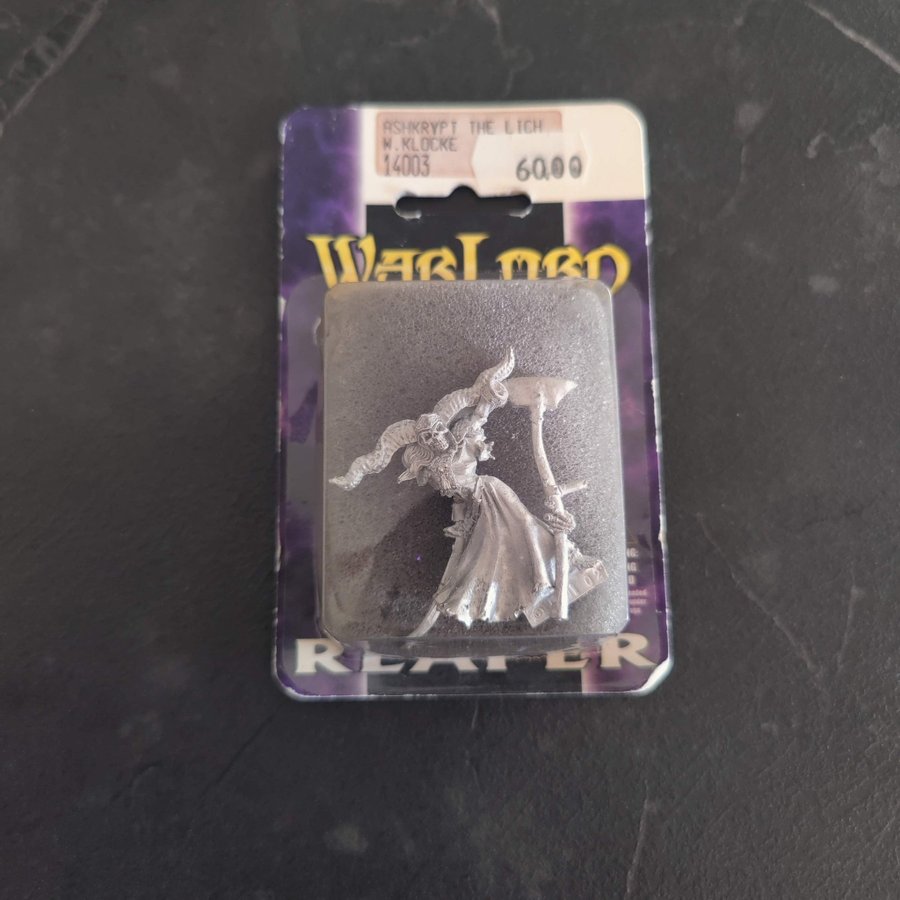 ASHKRYPT THE LICH
W.KLOCKE
14003
60,00
WARLORD
REAPER